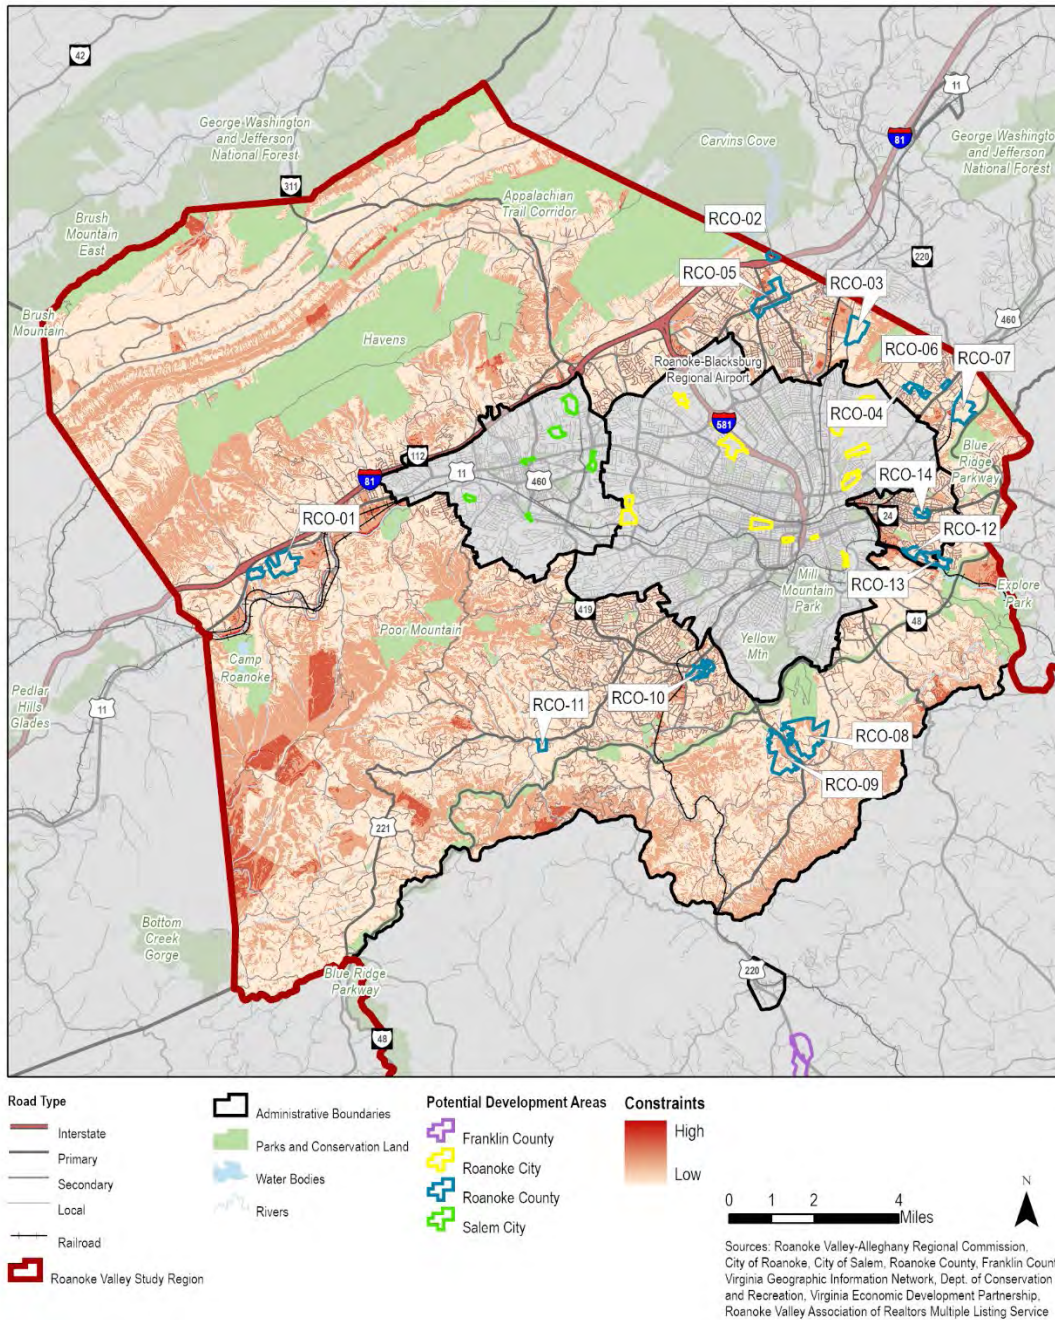 42
11
George Washington
and Jefferson
National Forest
Carvins Cove
81
George Washington
and Jefferson
National Forest
311
Appalachian
Trail Corridor
Brush
Mountain
East
RCO-02
220
RCO-05
RCO-03
Brush
Mountain
460
Havens
RCO-06
Roanoke-Blacksburg
Regional Airport
RCO-07
RCO-04
581
112
11
460
81
Blue
Ridge
Parkway
RCO-14
24
RCO-01
RCO-12
RCO-13
Mill
Mountain
Park
Explore
Park
419
48
Poor Mountain
Yellow
Mtn
Camp
Roanoke
Pedlar
Hills
Glades
11
RCO-10
RCO-11
RCO-08
RCO-09
221
Bottom
Creek
Gorge
Blue Ridge
Parkway
220
48
Road Type
Interstate
Primary
Secondary
Local
Railroad
Roanoke Valley Study Region
Administrative Boundaries
Parks and Conservation Land
Water Bodies
Rivers
Potential Development Areas
Franklin County
Roanoke City
Roanoke County
Salem City
Constraints
High
Low
N
0 1 2 4
Miles
Sources: Roanoke Valley-Alleghany Regional Commission,
City of Roanoke, City of Salem, Roanoke County, Franklin Coun
Virginia Geographic Information Network, Dept. of Conservation
and Recreation, Virginia Economic Development Partnership,
Roanoke Valley Association of Realtors Multiple Listing Service